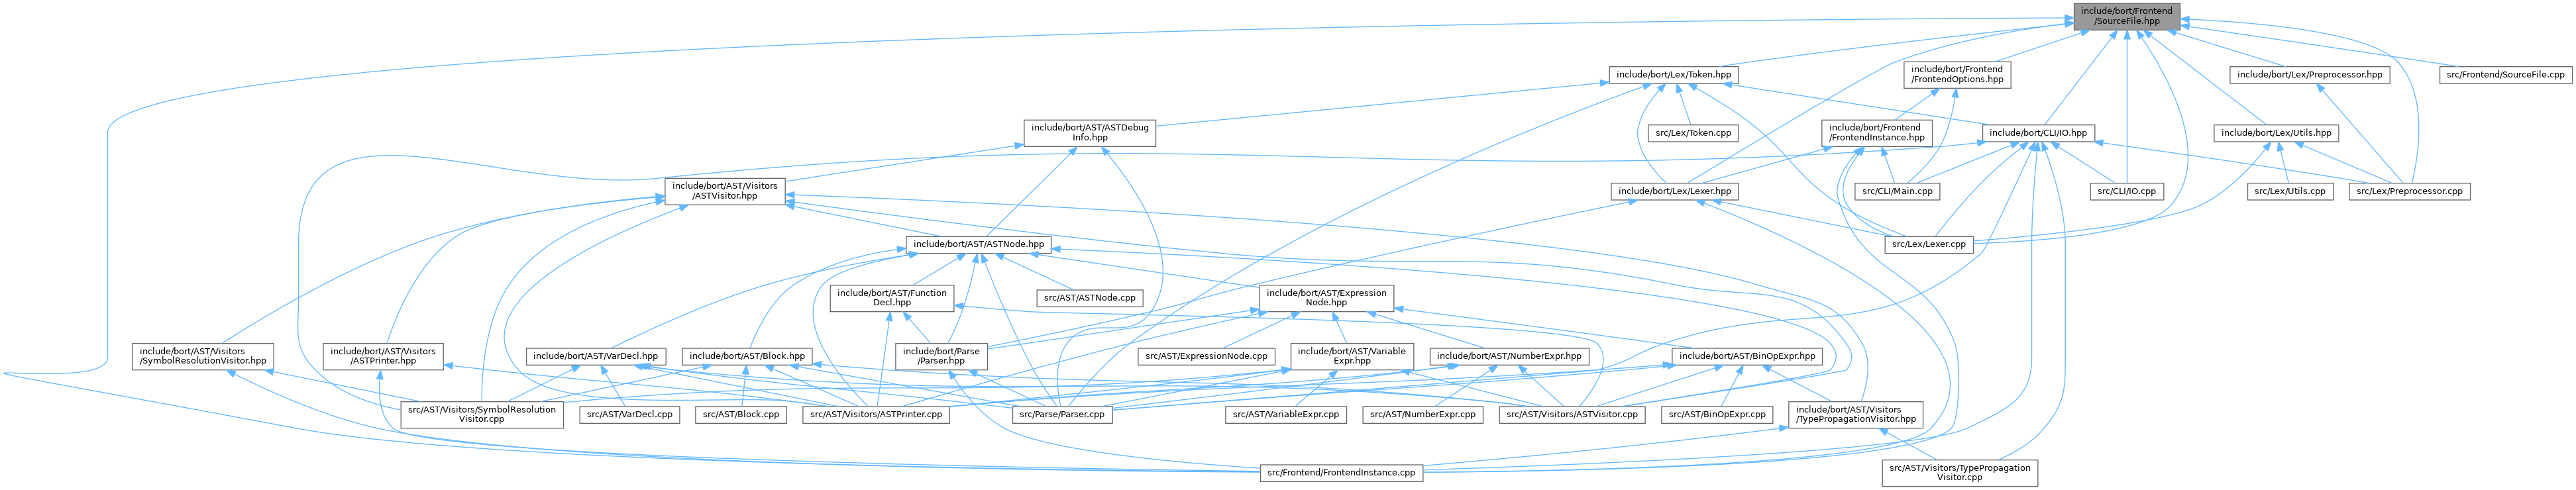 include/bort/Frontend
/SourceFile.hpp
include/bort/Lex/Token.hpp
include/bort/Frontend
/FrontendOptions.hpp
include/bort/Lex/Preprocessor.hpp
src/Frontend/SourceFile.cpp
include/bort/AST/ASTDebug
Info.hpp
src/Lex/Token.cpp
include/bort/Frontend
/FrontendInstance.hpp
include/bort/CLI/IO.hpp
include/bort/Lex/Utils.hpp
include/bort/AST/Visitors
/ASTVisitor.hpp
include/bort/Lex/Lexer.hpp
src/CLI/Main.cpp
src/CLI/IO.cpp
src/Lex/Utils.cpp
src/Lex/Preprocessor.cpp
include/bort/AST/ASTNode.hpp
src/Lex/Lexer.cpp
include/bort/AST/Function
Decl.hpp
src/AST/ASTNode.cpp
include/bort/AST/Expression
Node.hpp
include/bort/AST/Visitors
/SymbolResolutionVisitor.hpp
include/bort/AST/Visitors
/ASTPrinter.hpp
include/bort/AST/VarDecl.hpp
include/bort/AST/Block.hpp
include/bort/Parse
/Parser.hpp
src/AST/ExpressionNode.cpp
include/bort/AST/Variable
Expr.hpp
include/bort/AST/NumberExpr.hpp
include/bort/AST/BinOpExpr.hpp
src/AST/Visitors/SymbolResolution
Visitor.cpp
src/AST/VarDecl.cpp
src/AST/Block.cpp
src/AST/Visitors/ASTPrinter.cpp
src/Parse/Parser.cpp
src/AST/VariableExpr.cpp
src/AST/NumberExpr.cpp
src/AST/Visitors/ASTVisitor.cpp
src/AST/BinOpExpr.cpp
include/bort/AST/Visitors
/TypePropagationVisitor.hpp
src/Frontend/FrontendInstance.cpp
src/AST/Visitors/TypePropagation
Visitor.cpp